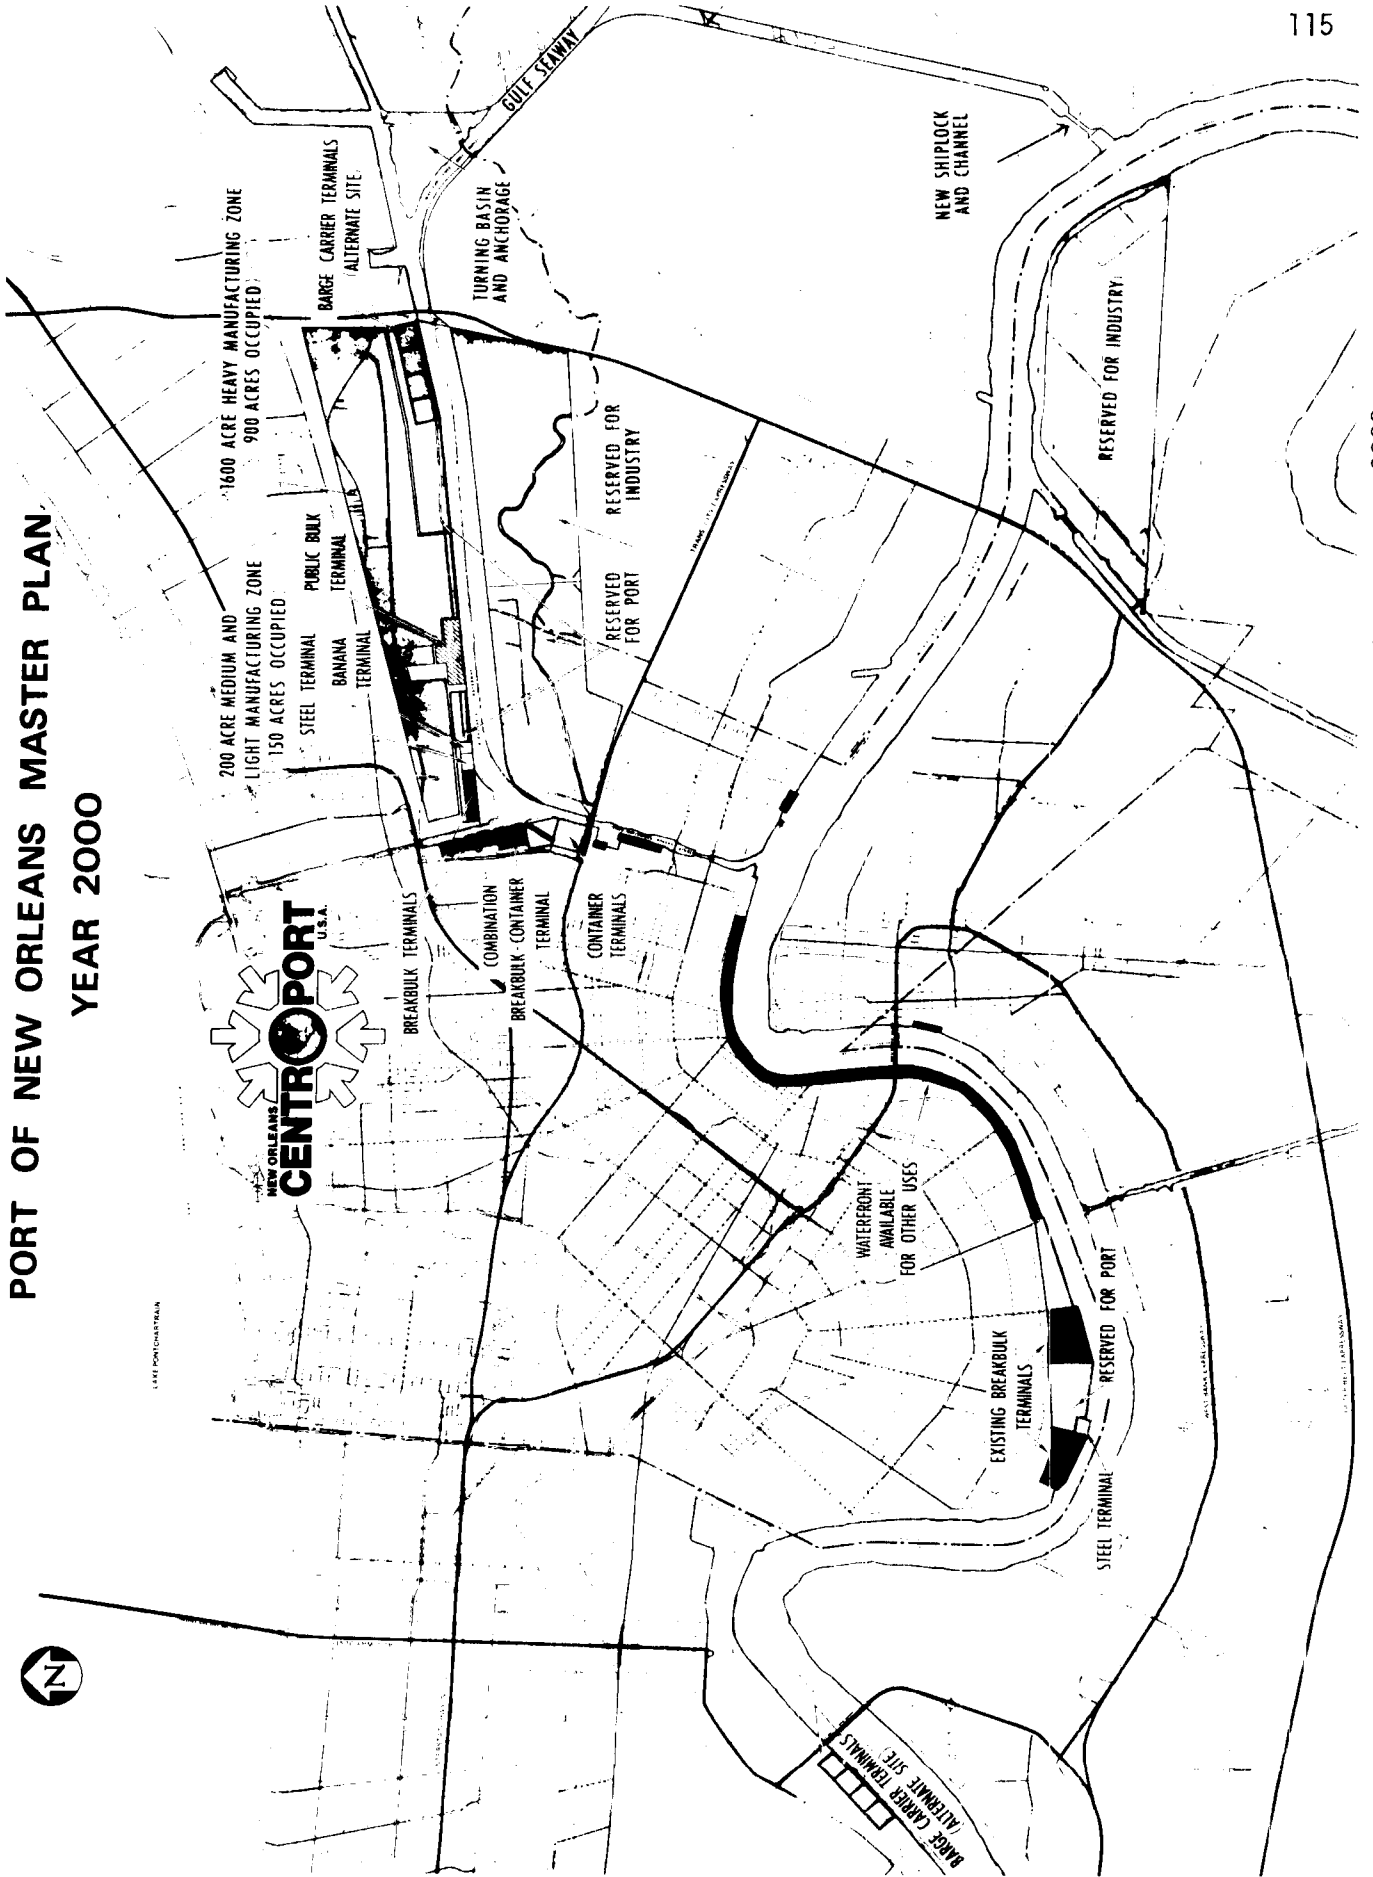 115
PORT OF NEW ORLEANS MASTER PLAN
YEAR 2000
N
LAKE PONTCHARTRAIN
NEW ORLEANS
CENTROPORT
U.S.A.
200 ACRE MEDIUM AND
LIGHT MANUFACTURING ZONE
150 ACRES OCCUPIED
1600 ACRE HEAVY MANUFACTURING ZONE
900 ACRES OCCUPIED
STEEL TERMINAL
PUBLIC BULK
TERMINAL
BANANA
TERMINAL
BARGE CARRIER TERMINALS
(ALTERNATE SITE)
GULF SEAWAY
TURNING BASIN
AND ANCHORAGE
BREAKBULK TERMINALS
COMBINATION
BREAKBULK-CONTAINER
TERMINAL
CONTAINER
TERMINALS
RESERVED
FOR PORT
RESERVED FOR
INDUSTRY
NEW SHIPLOCK
AND CHANNEL
RESERVED FOR INDUSTRY
WATERFRONT
AVAILABLE
FOR OTHER USES
EXISTING BREAKBULK
TERMINALS
RESERVED FOR PORT
STEEL TERMINAL
BARGE CARRIER TERMINALS
(ALTERNATE SITE)